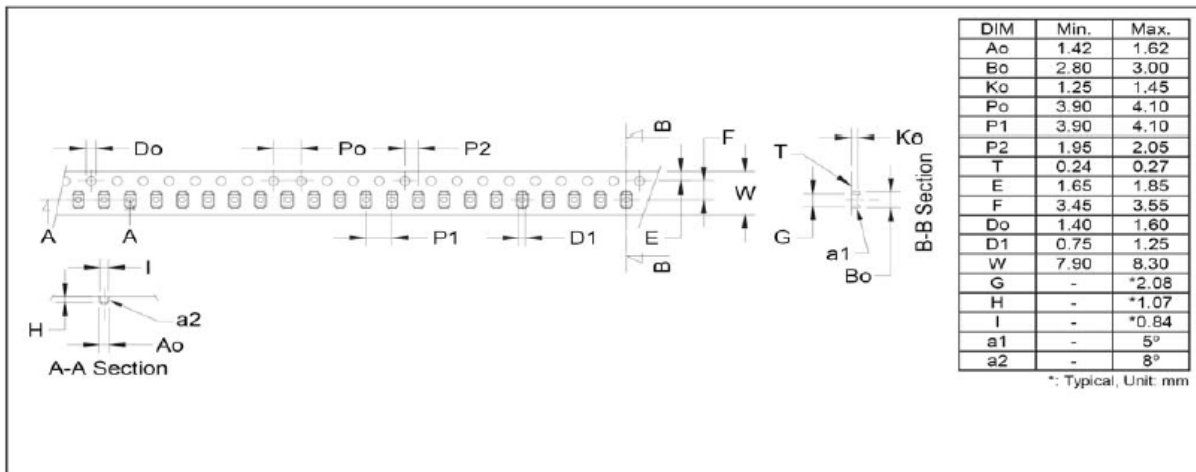 DIM Min. Max.
Ao 1.42 1.62
Bo 2.80 3.00
Ko 1.25 1.45
Po 3.90 4.10
P1 3.90 4.10
P2 1.95 2.05
T 0.24 0.27
E 1.65 1.85
F 3.45 3.55
Do 1.40 1.60
D1 0.75 1.25
W 7.90 8.30
G - *2.08
H - *1.07
I - *0.84
a1 - 5º
a2 - 8º
*: Typical, Unit: mm
Do Po P2 B F T Ko
W
A A P1 D1 E G a1
B Bo
B-B Section
I
H a2
Ao
A-A Section